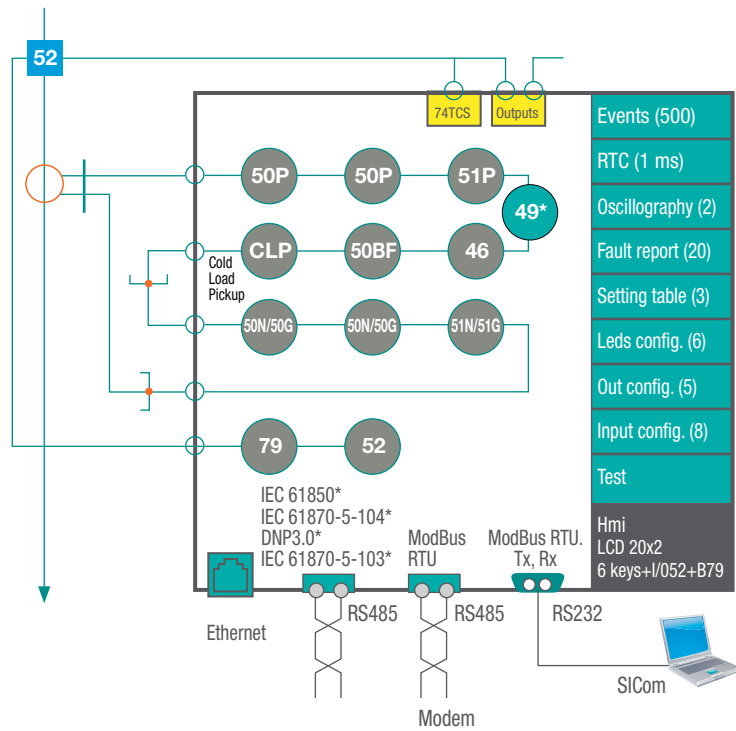 52
74TCS
Outputs
Events (500)
RTC (1 ms)
Oscillography (2)
Fault report (20)
Setting table (3)
Leds config. (6)
Out config. (5)
Input config. (8)
Test
Hmi
LCD 20x2
6 keys+I/052+B79
50P
50P
51P
49*
CLP
50BF
46
Cold
Load
Pickup
50N/50G
50N/50G
51N/51G
79
52
IEC 61850*
IEC 61870-5-104*
DNP3.0*
IEC 61870-5-103*
ModBus
RTU
ModBus RTU.
Tx, Rx
Ethernet
RS485
RS485
RS232
SICom
Modem